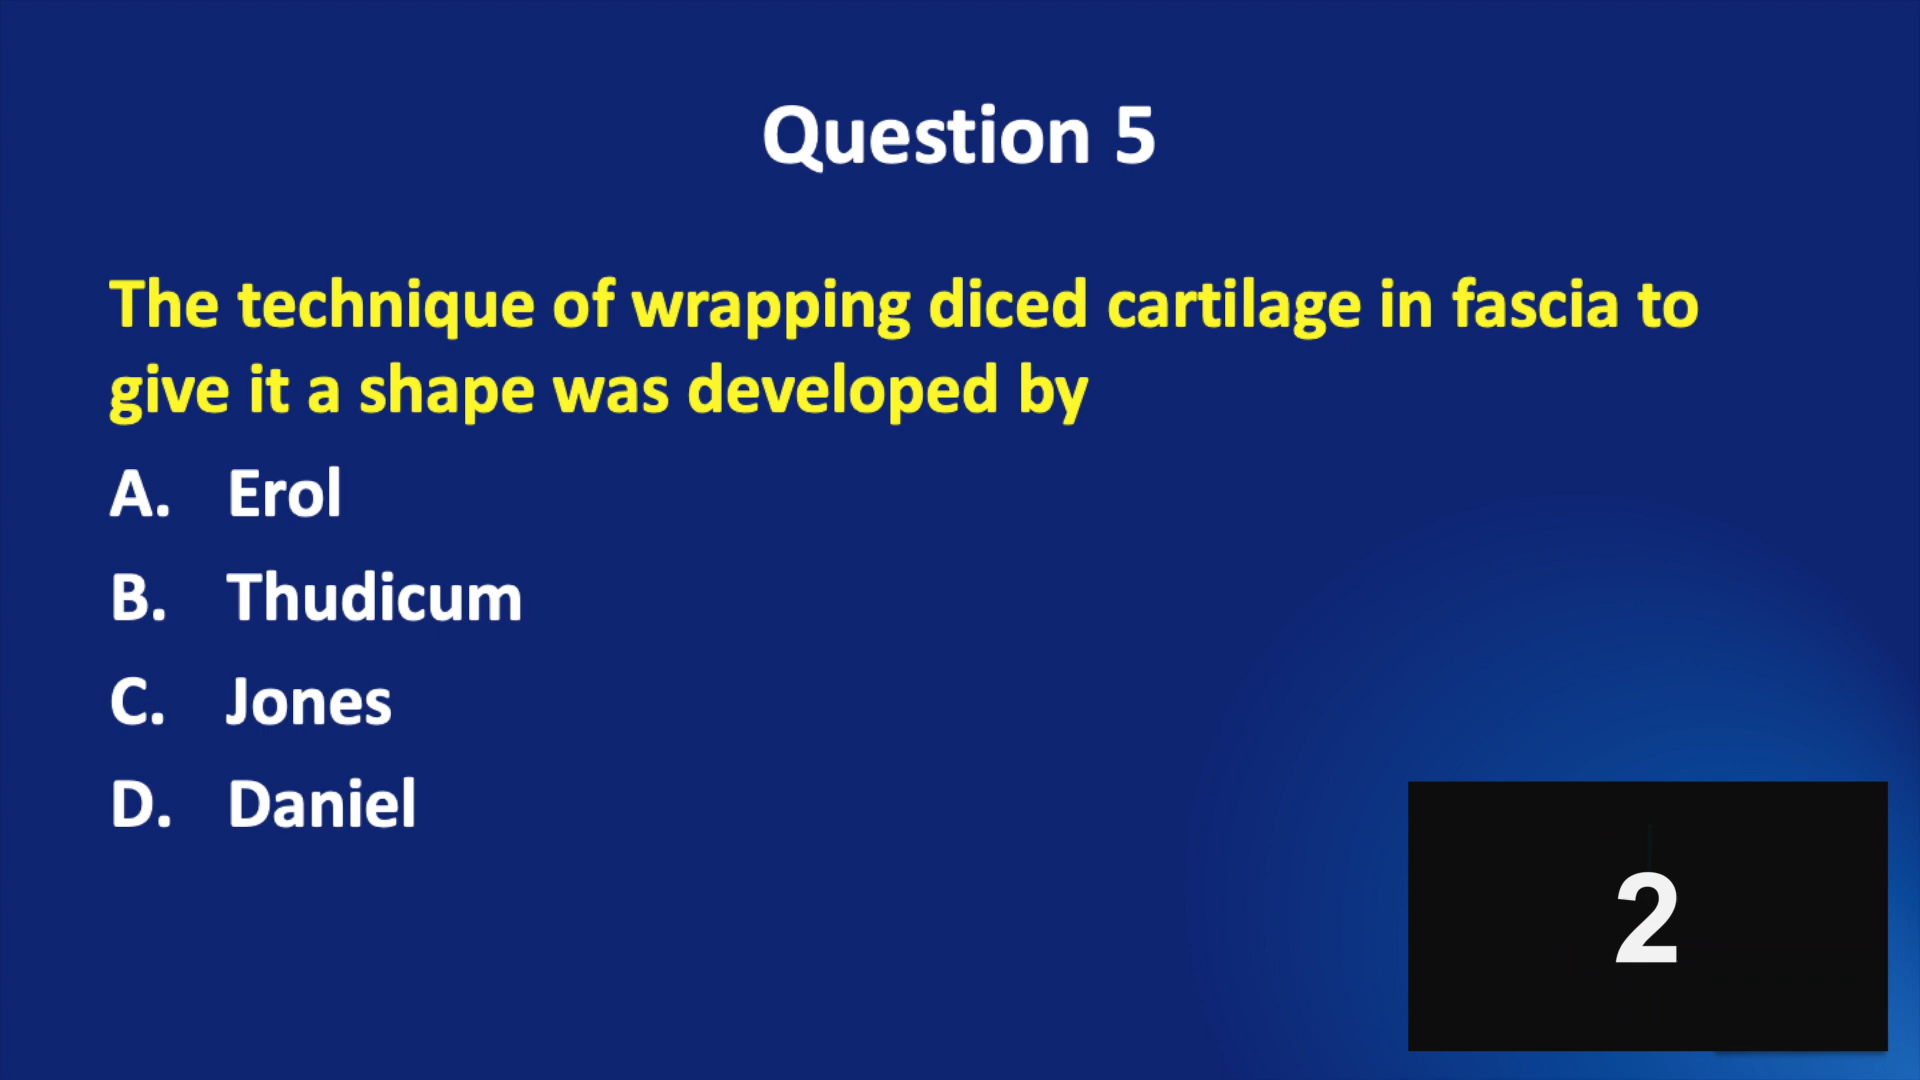 Question 5
The technique of wrapping diced cartilage in fascia to
give it a shape was developed by
A. Erol
B. Thudicum
C. Jones
D. Daniel
2